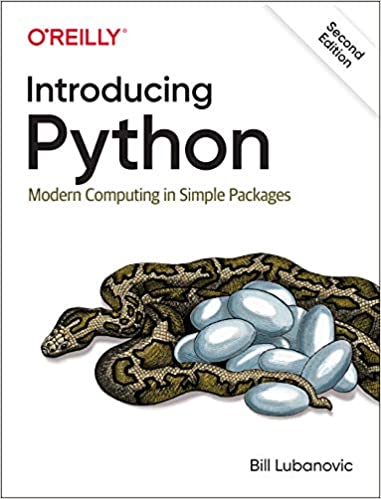 O'REILLY®
Second
Edition
Introducing
Python
Modern Computing in Simple Packages
Bill Lubanovic